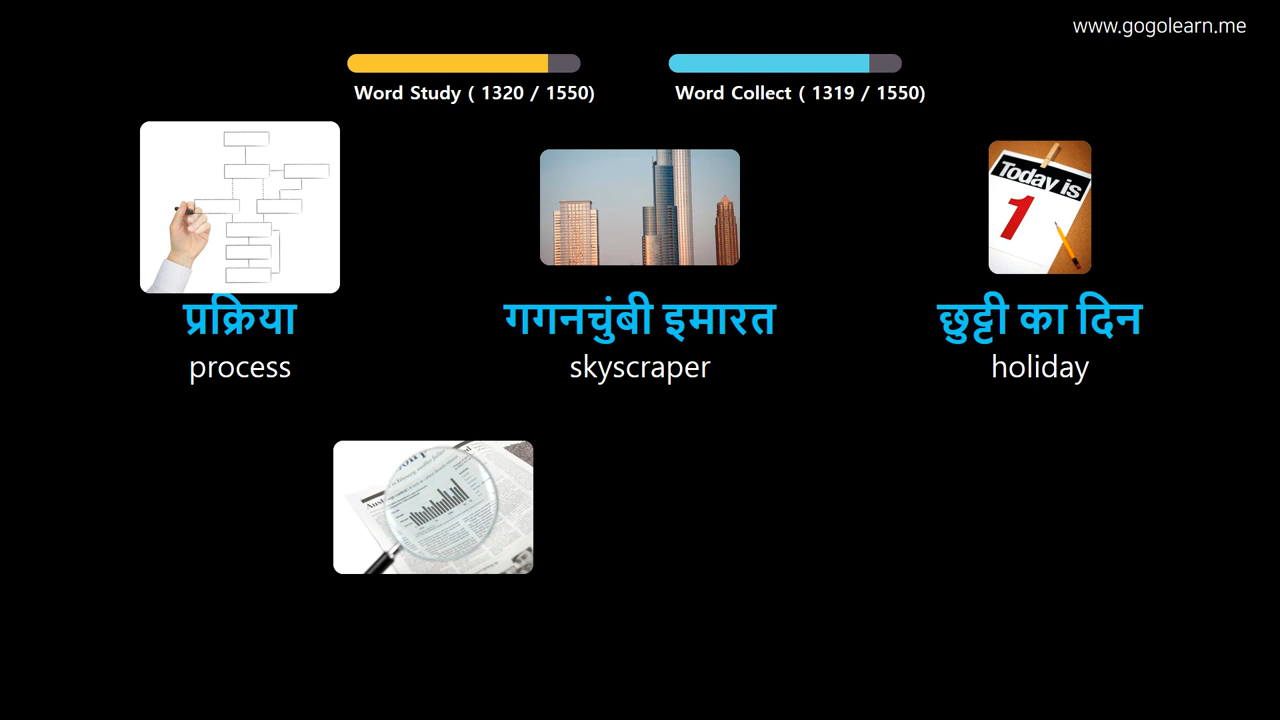 www.gogolearn.me
Word Study ( 1320 / 1550)
Word Collect ( 1319 / 1550)
Today is
1
प्रक्रिया
गगनचुंबी इमारत
छुट्टी का दिन
process
skyscraper
holiday